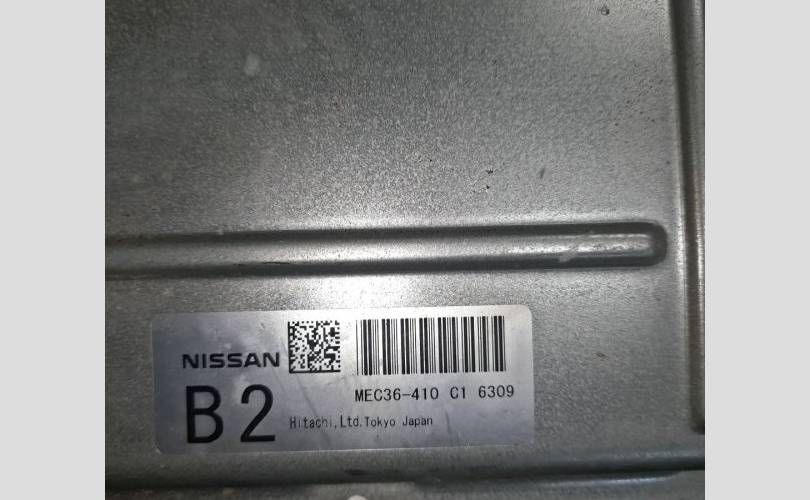 NISSAN
MEC36-410 C1 6309
B2
Hitachi,Ltd.Tokyo Japan